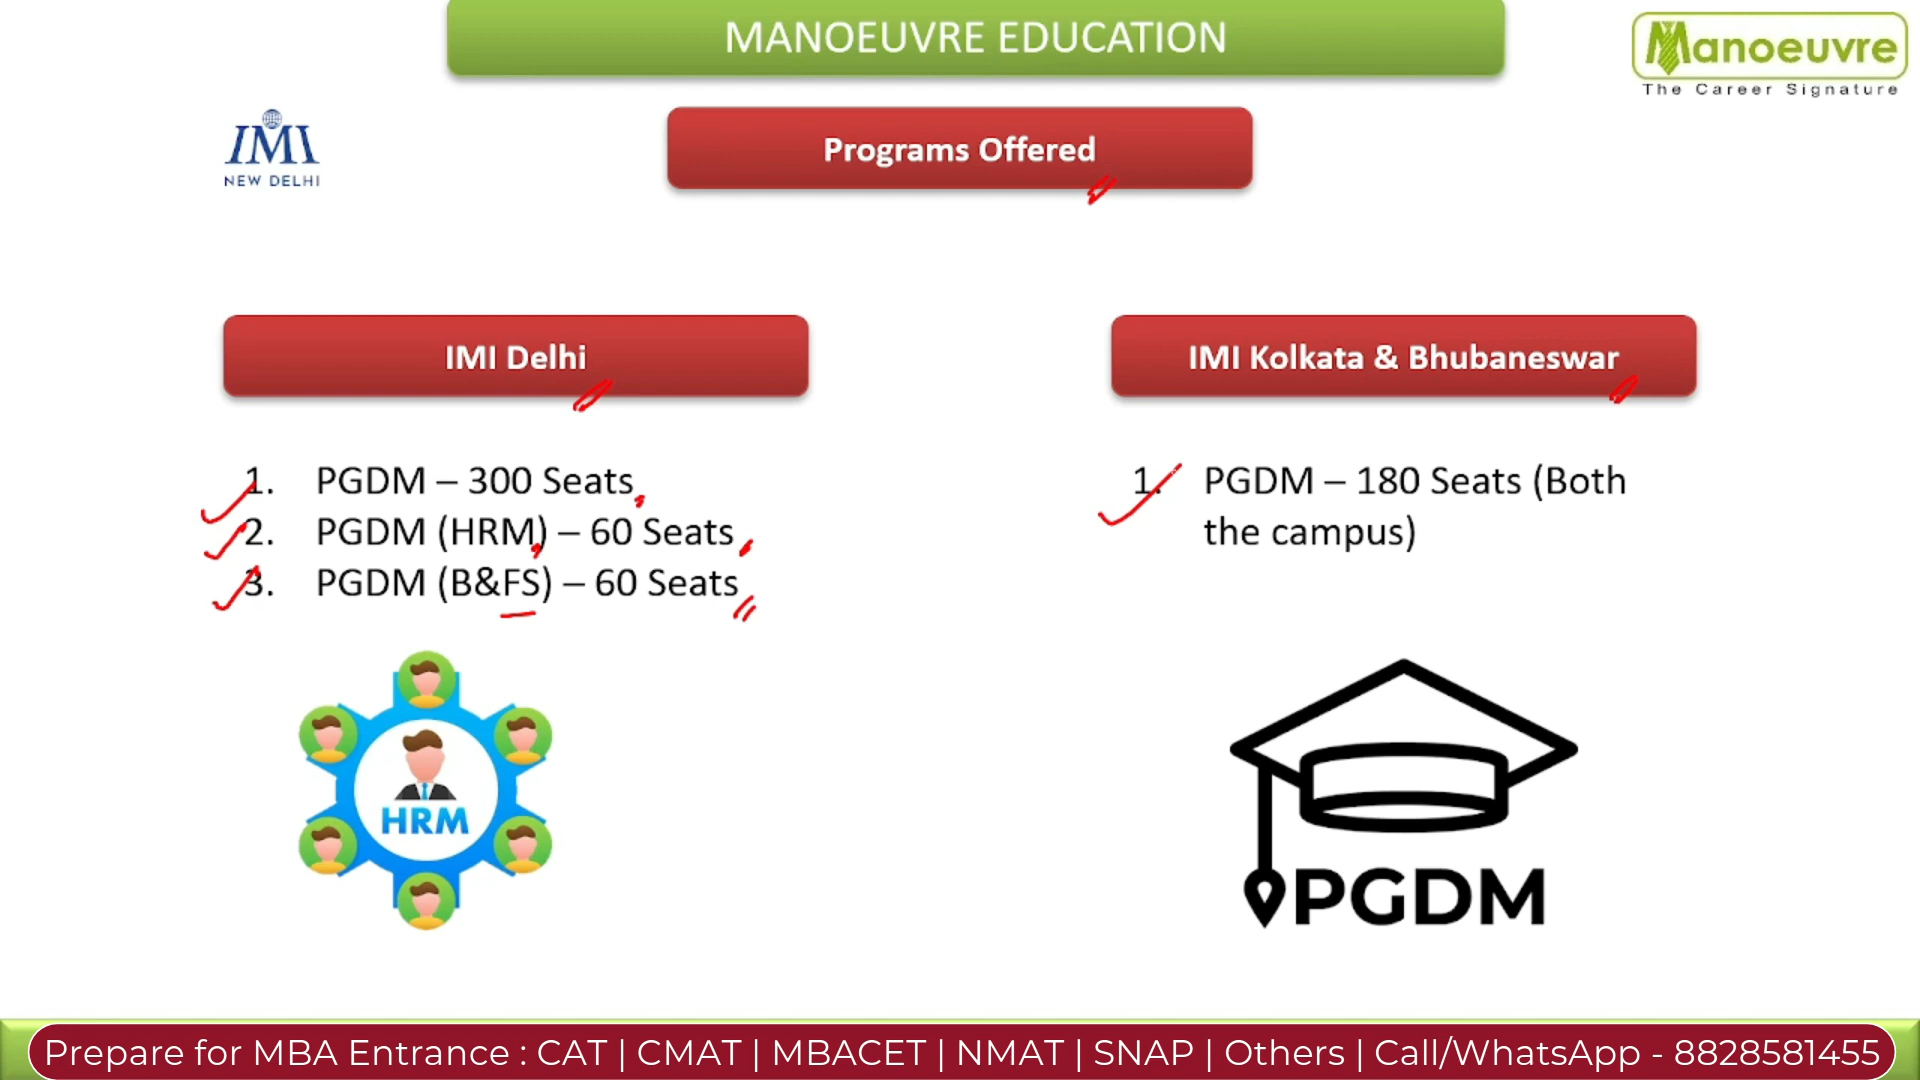 MANOEUVRE EDUCATION
Manoeuvre
The Career Signature
IMI
NEW DELHI
Programs Offered
IMI Delhi
IMI Kolkata & Bhubaneswar
1. PGDM – 300 Seats
2. PGDM (HRM) – 60 Seats
3. PGDM (B&FS) – 60 Seats
1. PGDM – 180 Seats (Both
the campus)
HRM
PGDM
Prepare for MBA Entrance : CAT | CMAT | MBACET | NMAT | SNAP | Others | Call/WhatsApp - 8828581455